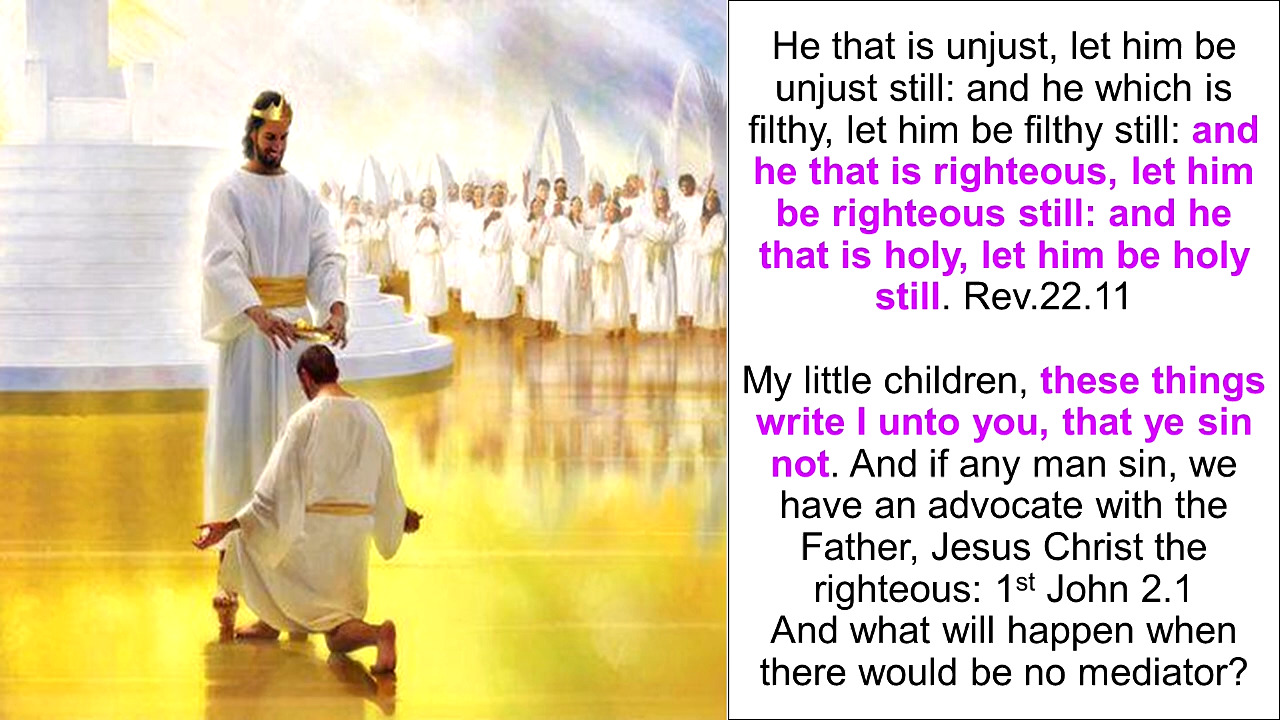 He that is unjust, let him be
unjust still: and he which is
filthy, let him be filthy still: and
he that is righteous, let him
be righteous still: and he
that is holy, let him be holy
still. Rev.22.11
My little children, these things
write I unto you, that ye sin
not. And if any man sin, we
have an advocate with the
Father, Jesus Christ the
righteous: 1st John 2.1
And what will happen when
there would be no mediator?